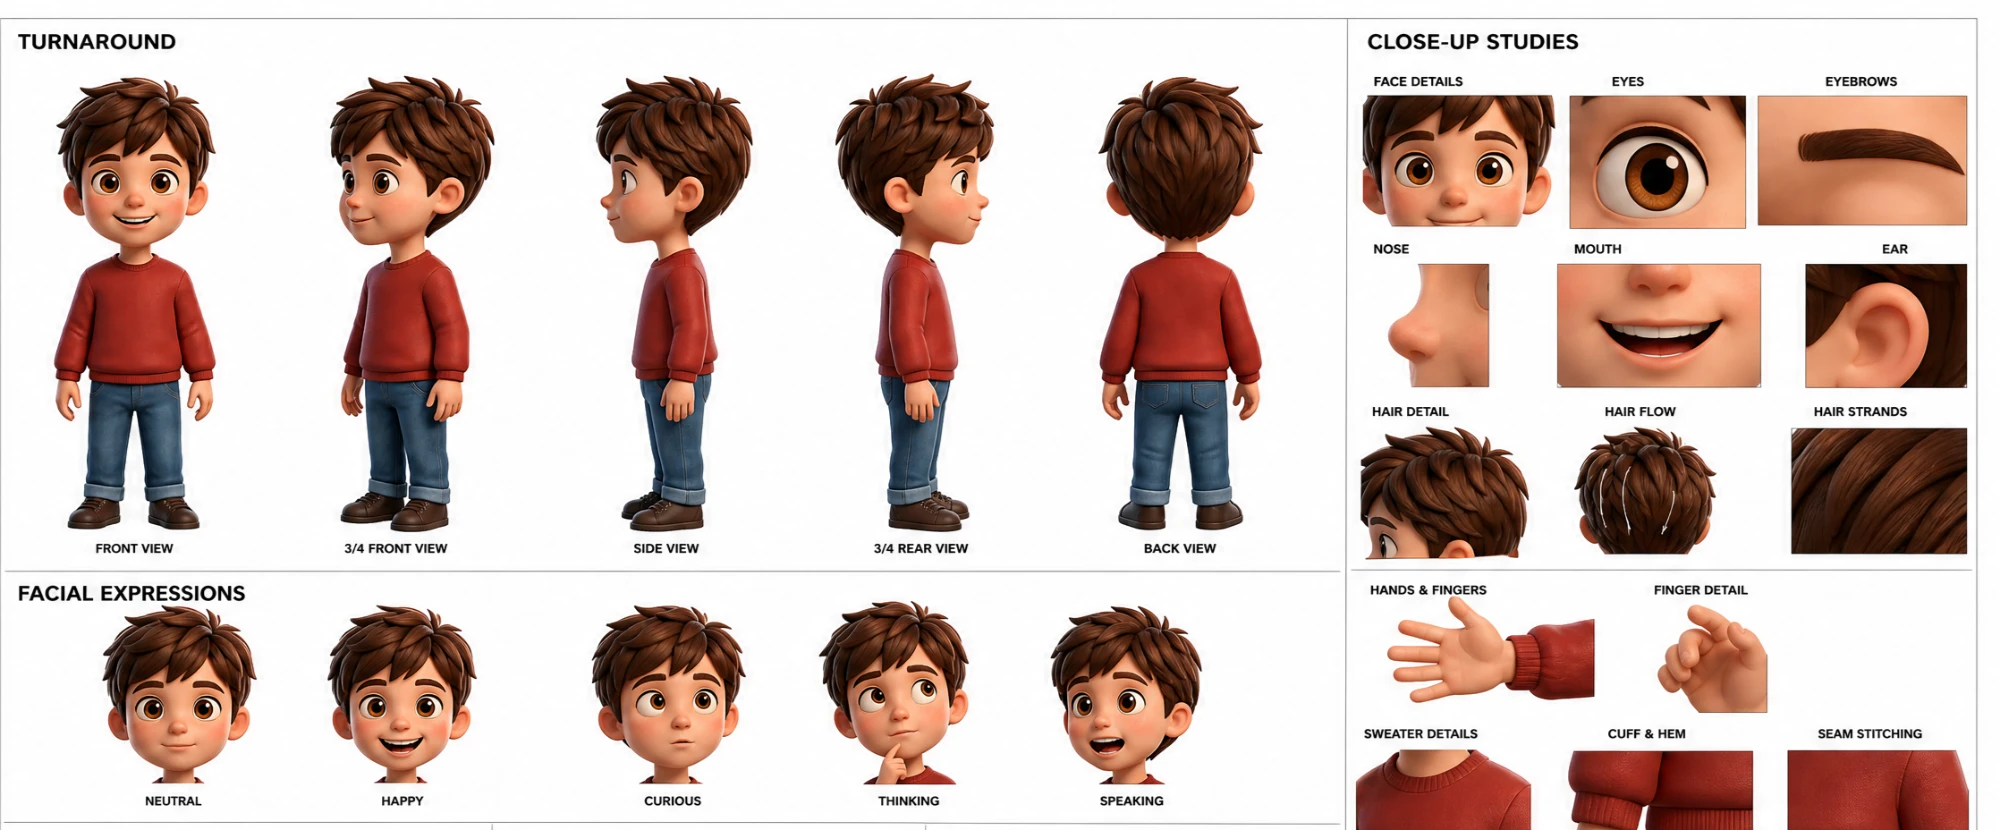 TURNAROUND
FRONT VIEW
3/4 FRONT VIEW
SIDE VIEW
3/4 REAR VIEW
BACK VIEW
FACIAL EXPRESSIONS
NEUTRAL
HAPPY
CURIOUS
THINKING
SPEAKING
CLOSE-UP STUDIES
FACE DETAILS
EYES
EYEBROWS
NOSE
MOUTH
EAR
HAIR DETAIL
HAIR FLOW
HAIR STRANDS
HANDS & FINGERS
FINGER DETAIL
SWEATER DETAILS
CUFF & HEM
SEAM STITCHING